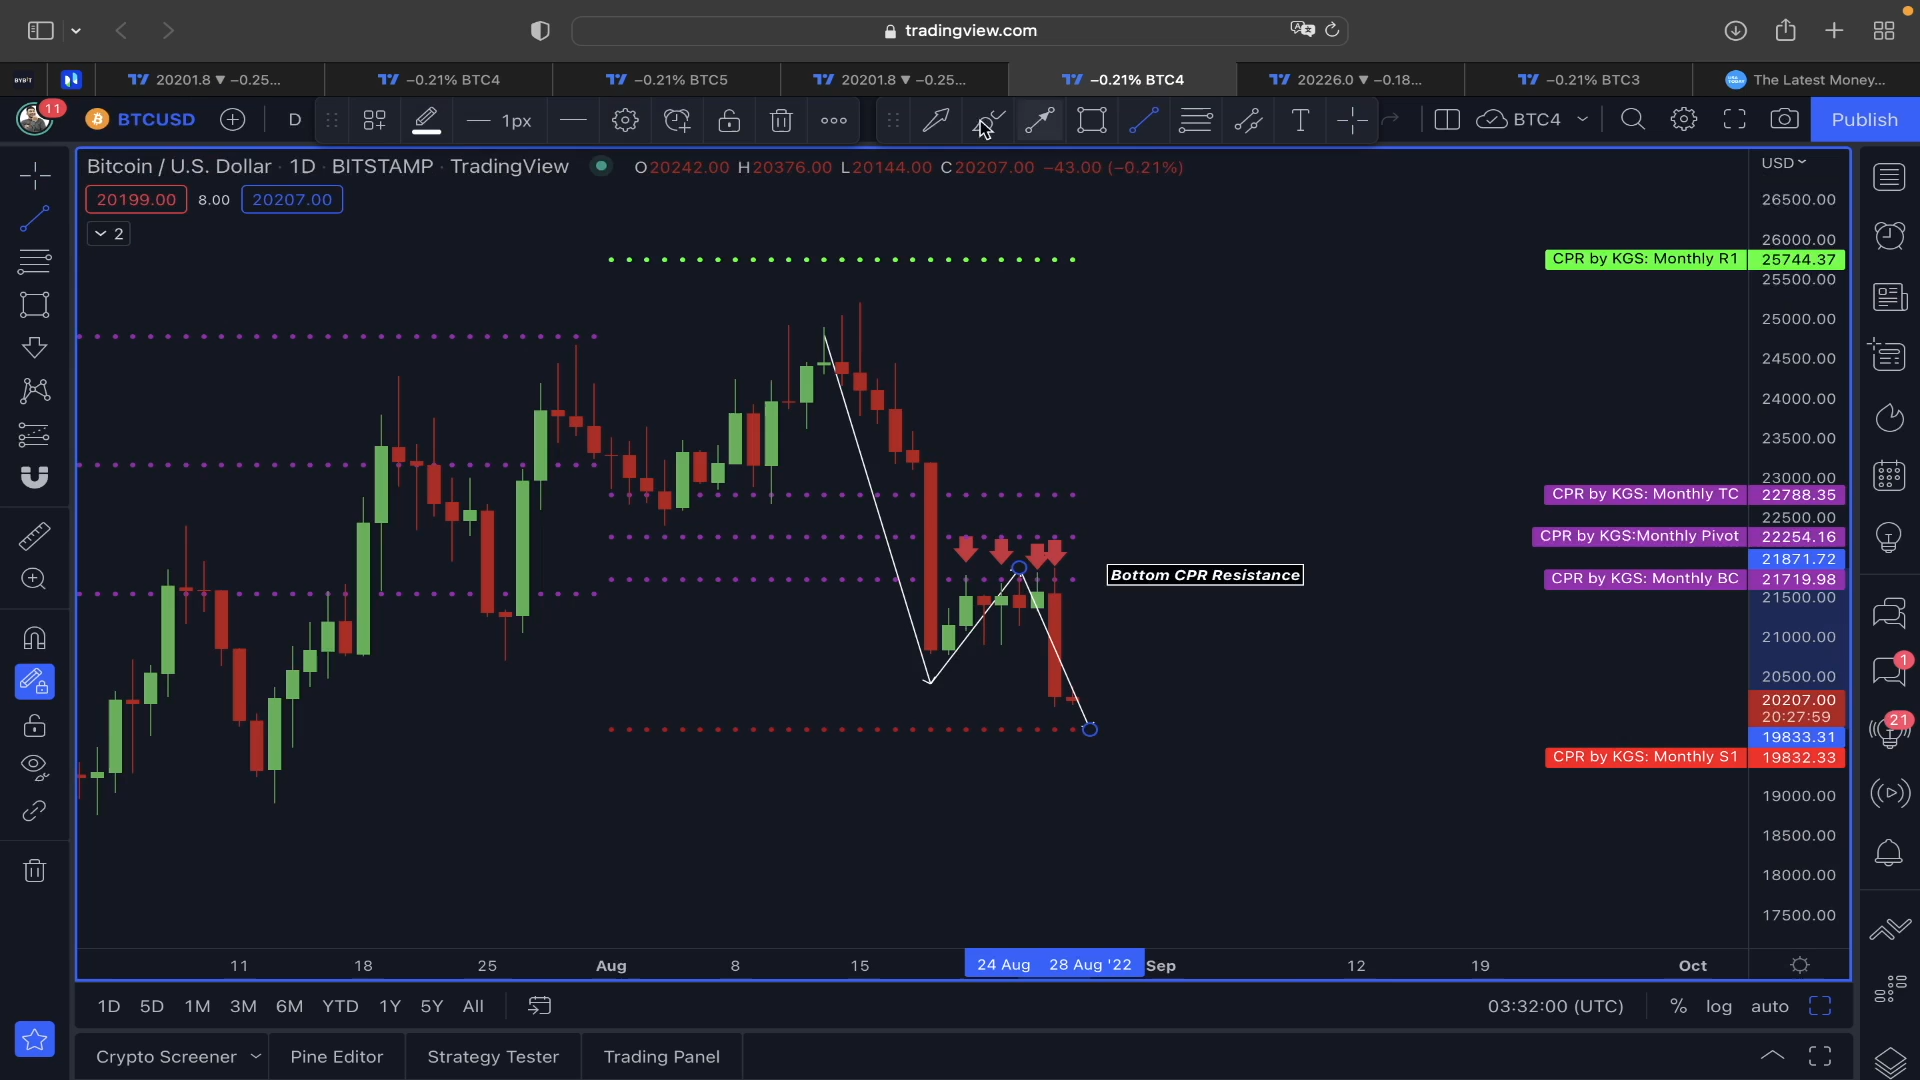 tradingview.com
BYBIT
20201.8 ▼ −0.25...
−0.21% BTC4
−0.21% BTC5
20201.8 ▼ −0.25...
−0.21% BTC4
20226.0 ▼ −0.18...
−0.21% BTC3
The Latest Money...
11
BTCUSD
D
1px
T
BTC4
Publish
Bitcoin / U.S. Dollar · 1D · BITSTAMP · TradingView
O20242.00 H20376.00 L20144.00 C20207.00 −43.00 (−0.21%)
USD
20199.00
8.00
20207.00
2
26500.00
26000.00
CPR by KGS: Monthly R1
25744.37
25500.00
25000.00
24500.00
24000.00
23500.00
23000.00
CPR by KGS: Monthly TC
22788.35
22500.00
CPR by KGS:Monthly Pivot
22254.16
21871.72
Bottom CPR Resistance
CPR by KGS: Monthly BC
21719.98
21500.00
21000.00
20500.00
20207.00
20:27:59
19833.31
CPR by KGS: Monthly S1
19832.33
19000.00
18500.00
18000.00
17500.00
1
21
11
18
25
Aug
8
15
24 Aug
28 Aug '22
Sep
12
19
Oct
1D
5D
1M
3M
6M
YTD
1Y
5Y
All
03:32:00 (UTC)
%
log
auto
Crypto Screener
Pine Editor
Strategy Tester
Trading Panel